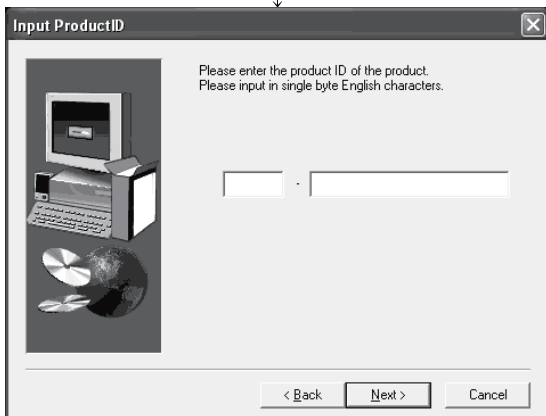 Input ProductID
Please enter the product ID of the product.
Please input in single byte English characters.
-
< Back
Next >
Cancel